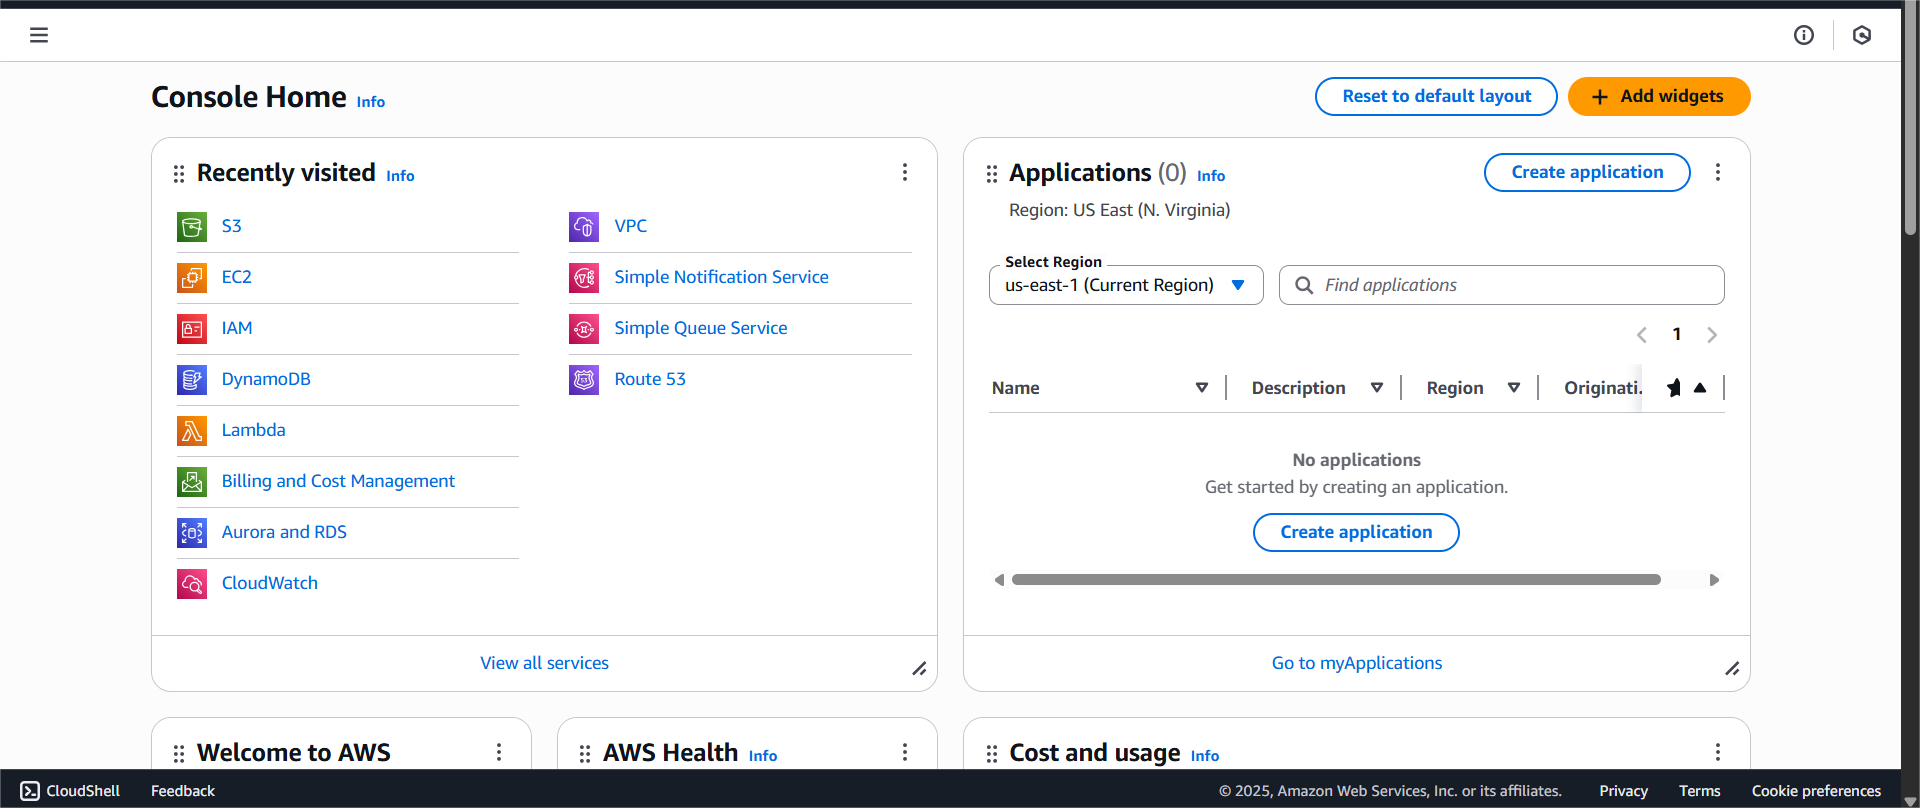 Console Home Info
Reset to default layout
+ Add widgets
Recently visited Info
S3
EC2
IAM
DynamoDB
Lambda
Billing and Cost Management
Aurora and RDS
CloudWatch
VPC
Simple Notification Service
Simple Queue Service
Route 53
View all services
Applications (0) Info
Create application
Region: US East (N. Virginia)
Select Region
us-east-1 (Current Region)
Find applications
1
Name Description Region Originati.
No applications
Get started by creating an application.
Create application
Go to myApplications
Welcome to AWS
AWS Health Info
Cost and usage Info
CloudShell Feedback © 2025, Amazon Web Services, Inc. or its affiliates. Privacy Terms Cookie preferences